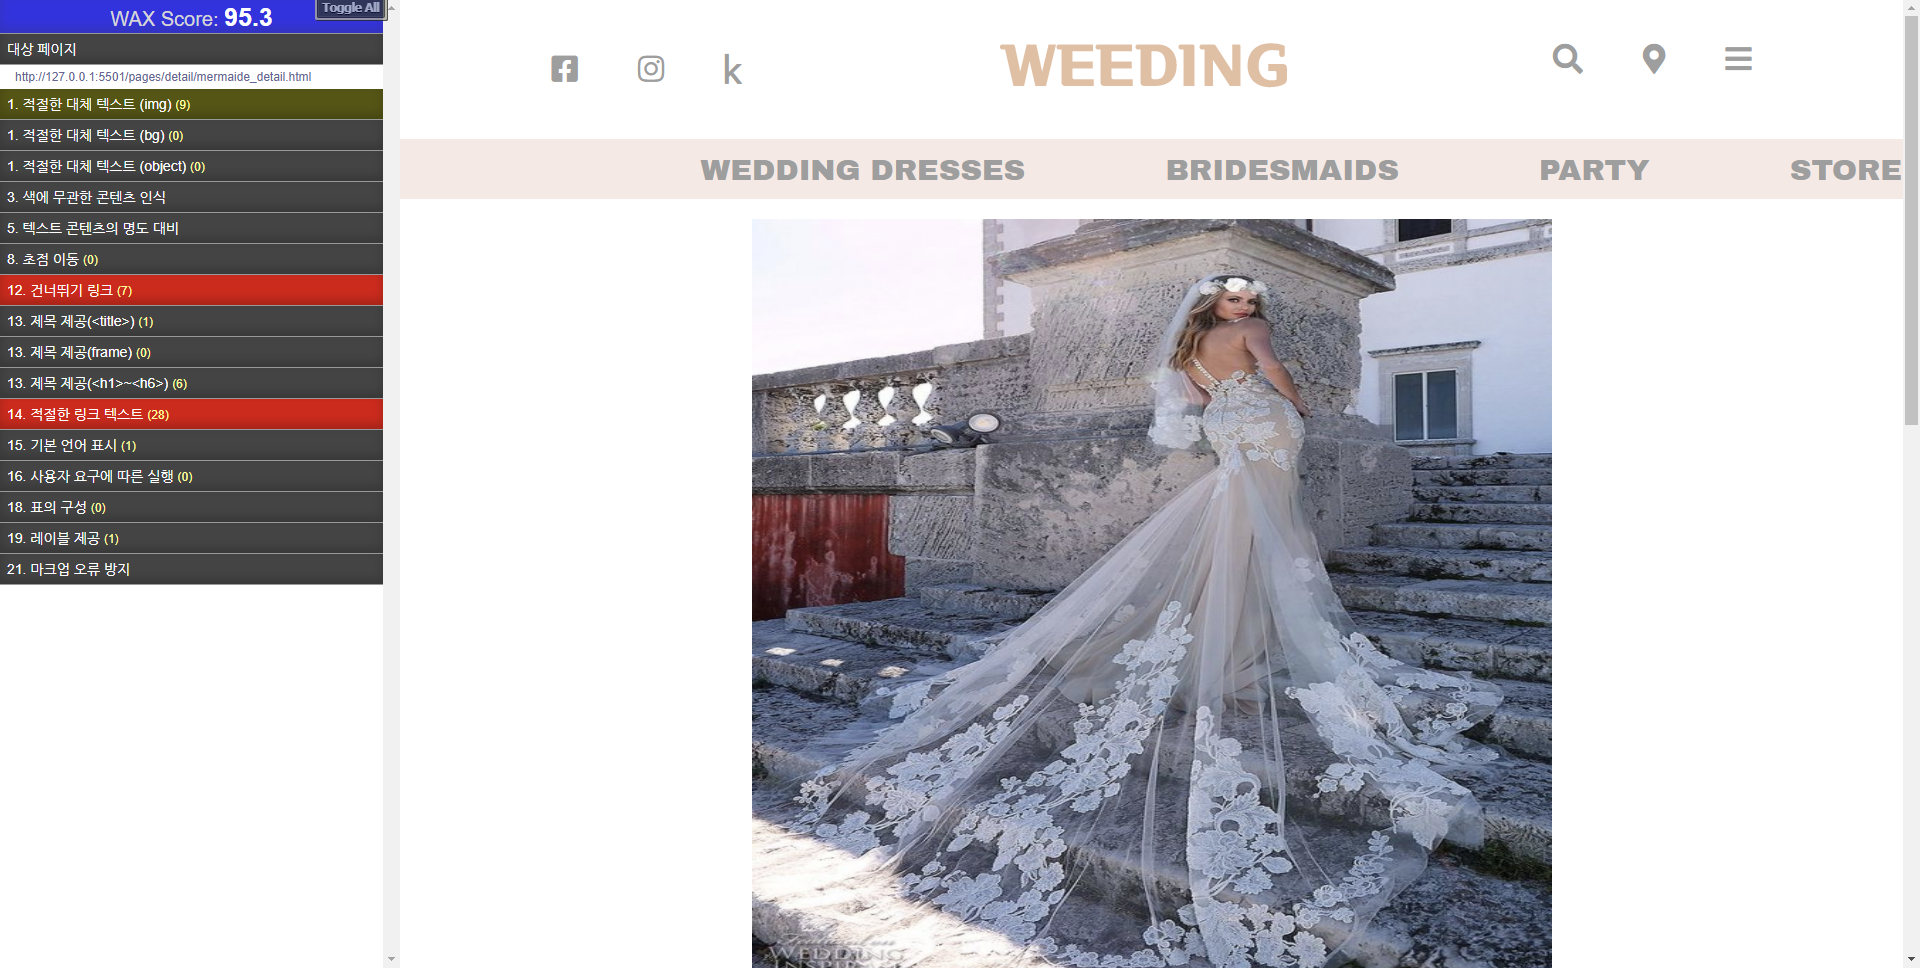 WAX Score: 95.3
Toggle All
대상 페이지
http://127.0.0.1:5501/pages/detail/mermaide_detail.html
1. 적절한 대체 텍스트 (img) (9)
1. 적절한 대체 텍스트 (bg) (0)
1. 적절한 대체 텍스트 (object) (0)
3. 색에 무관한 콘텐츠 인식
5. 텍스트 콘텐츠의 명도 대비
8. 초점 이동 (0)
12. 건너뛰기 링크 (7)
13. 제목 제공(<title>) (1)
13. 제목 제공(frame) (0)
13. 제목 제공(<h1>~<h6>) (6)
14. 적절한 링크 텍스트 (28)
15. 기본 언어 표시 (1)
16. 사용자 요구에 따른 실행 (0)
18. 표의 구성 (0)
19. 레이블 제공 (1)
21. 마크업 오류 방지
k
WEEDING
WEDDING DRESSES BRIDESMAIDS PARTY STORE
WEDDING